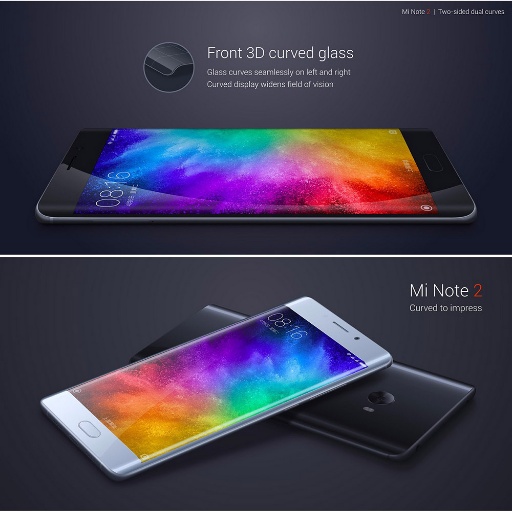 Mi Note 2 | Two-sided dual curves
Front 3D curved glass
Glass curves seamlessly on left and right
Curved display widens field of vision
08:16
Mi Note 2
Curved to impress
08:16